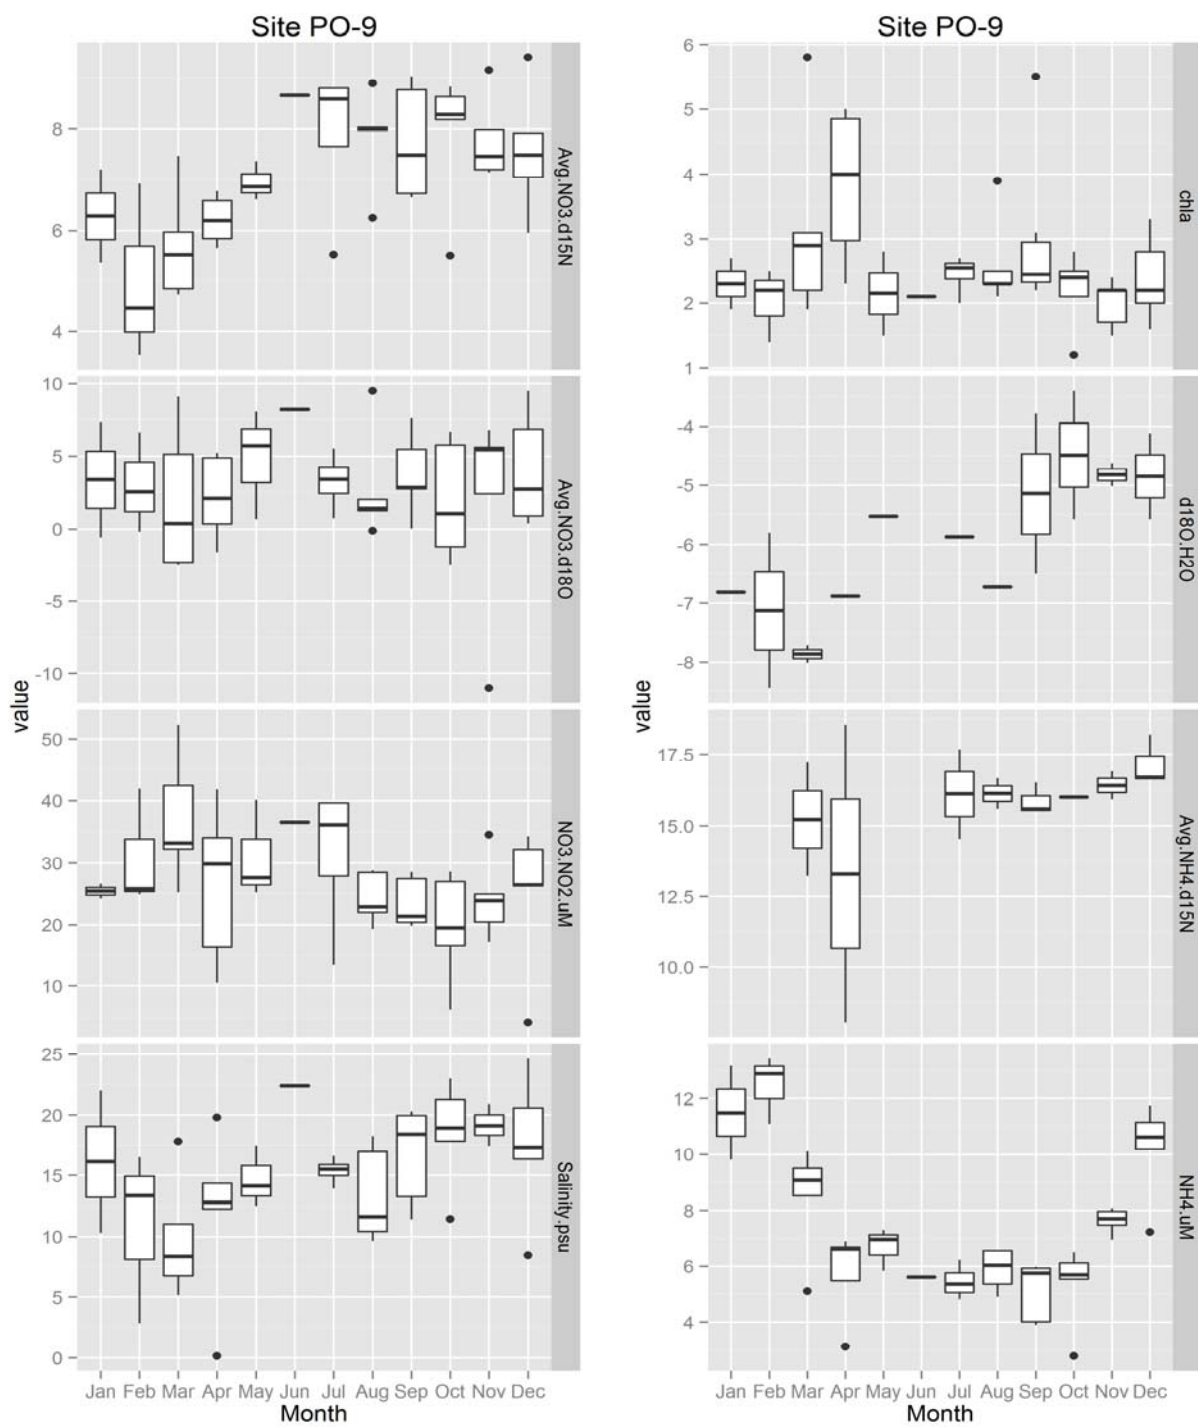 Site PO-9
8
6
4
Avg.NO3.d15N
10
5
0
-5
-10
Avg.NO3.d18O
value
50
40
30
20
10
NO3.NO2.uM
25
20
15
10
5
0
Salinity.psu
Jan Feb Mar Apr May Jun Jul Aug Sep Oct Nov Dec
Month
Site PO-9
6
5
4
3
2
1
chla
-4
-5
-6
-7
-8
d18O.H2O
value
17.5
15.0
12.5
10.0
Avg.NH4.d15N
12
10
8
6
4
NH4.uM
Jan Feb Mar Apr May Jun Jul Aug Sep Oct Nov Dec
Month